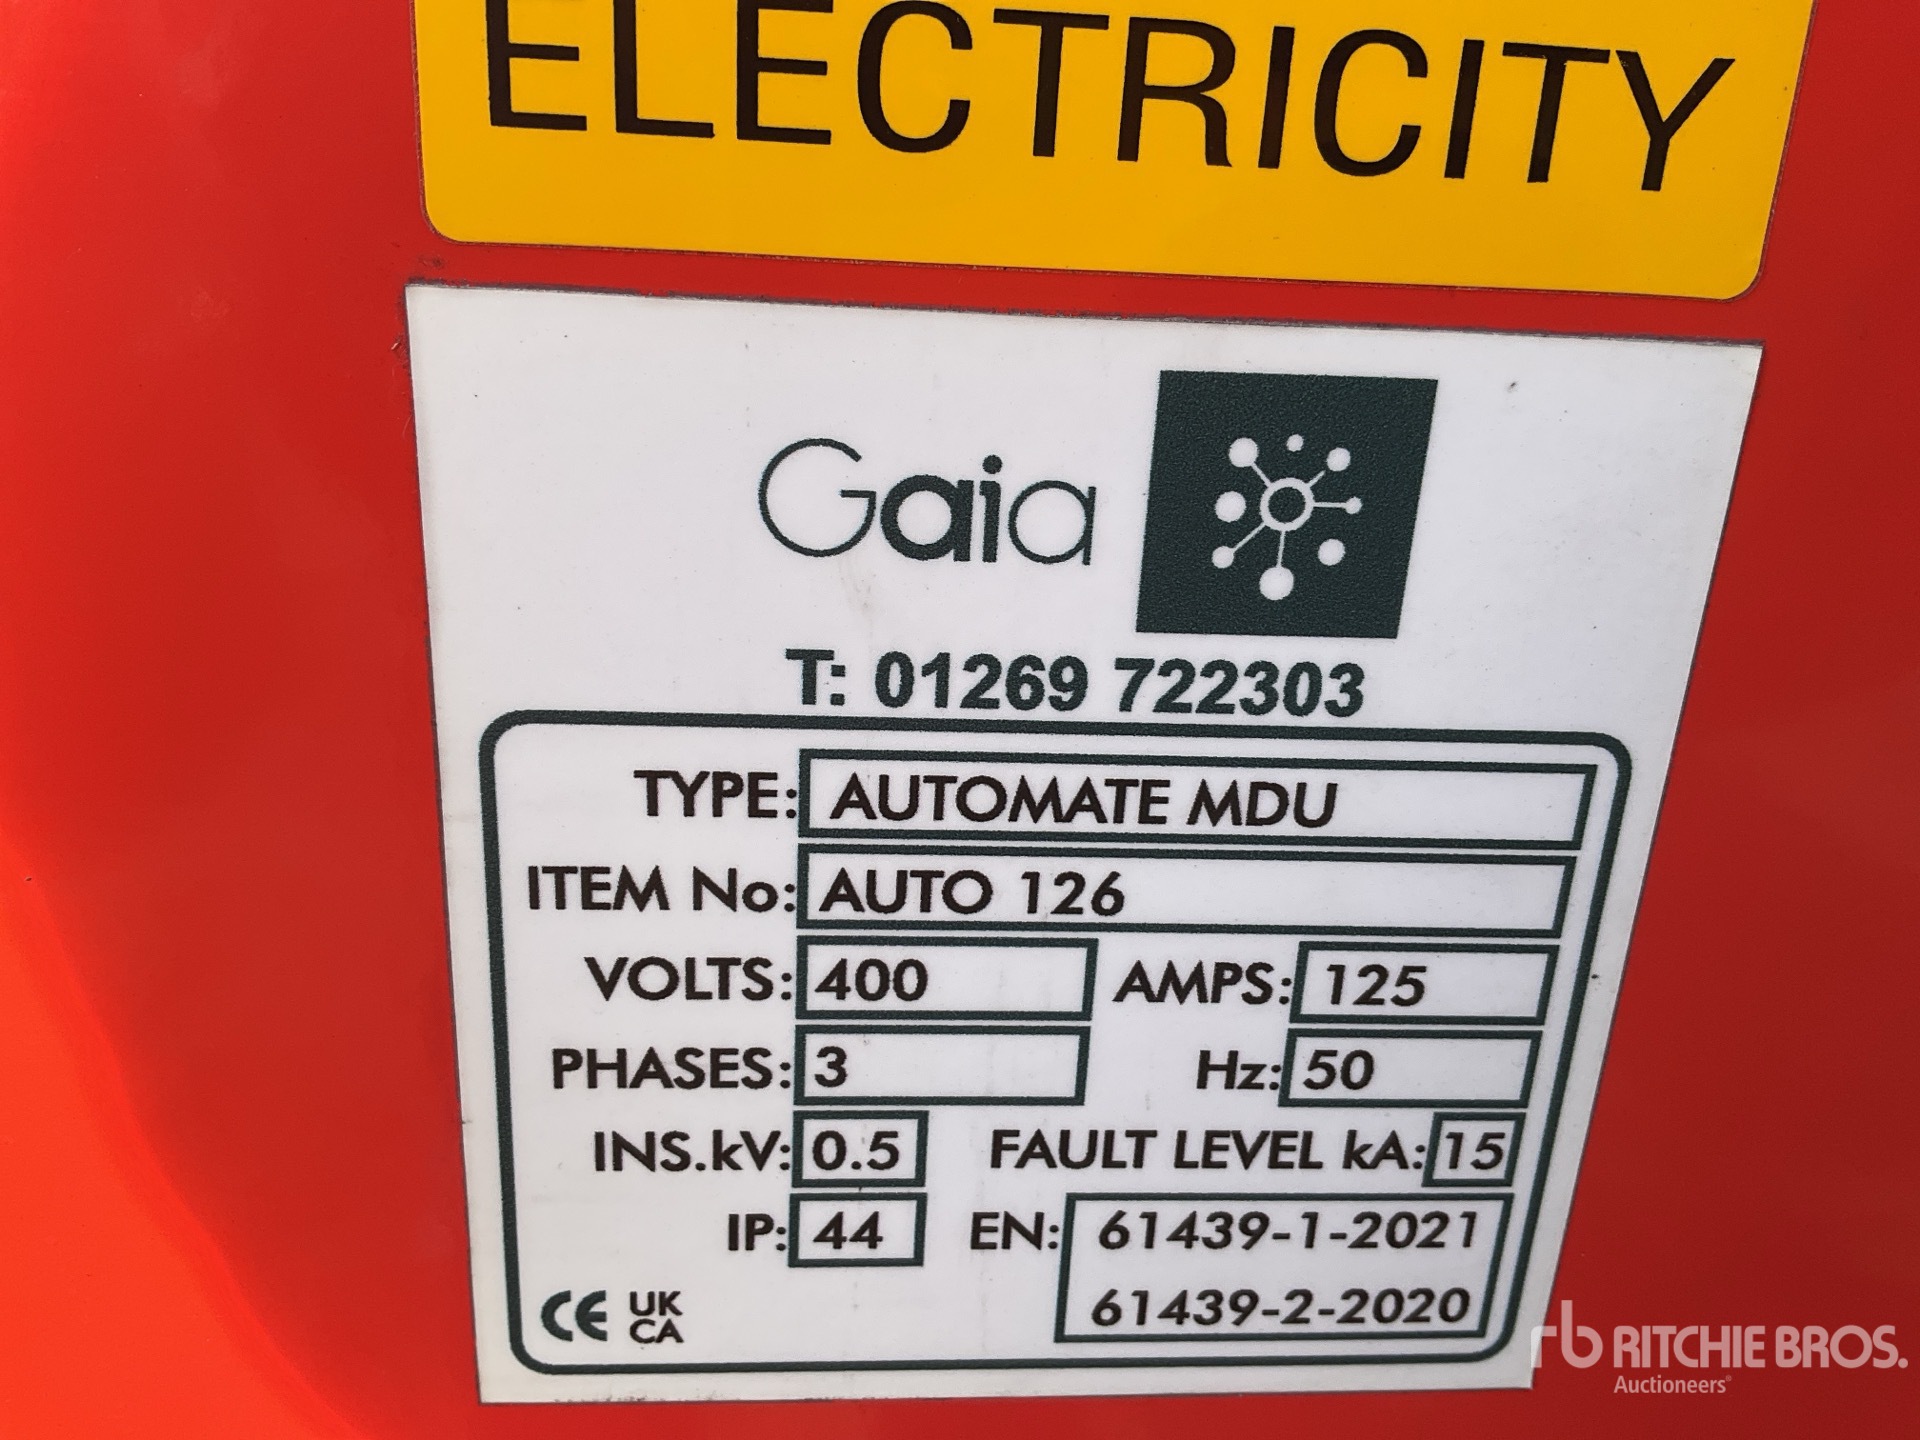 ELECTRICITY
Gaia
T: 01269 722303
TYPE: AUTOMATE MDU
ITEM No: AUTO 126
VOLTS: 400 AMPS: 125
PHASES: 3 Hz: 50
INS.kV: 0.5 FAULT LEVEL kA: 15
IP: 44 EN: 61439-1-2021
61439-2-2020
CE UK
CA
rb RITCHIE BROS.
Auctioneers®